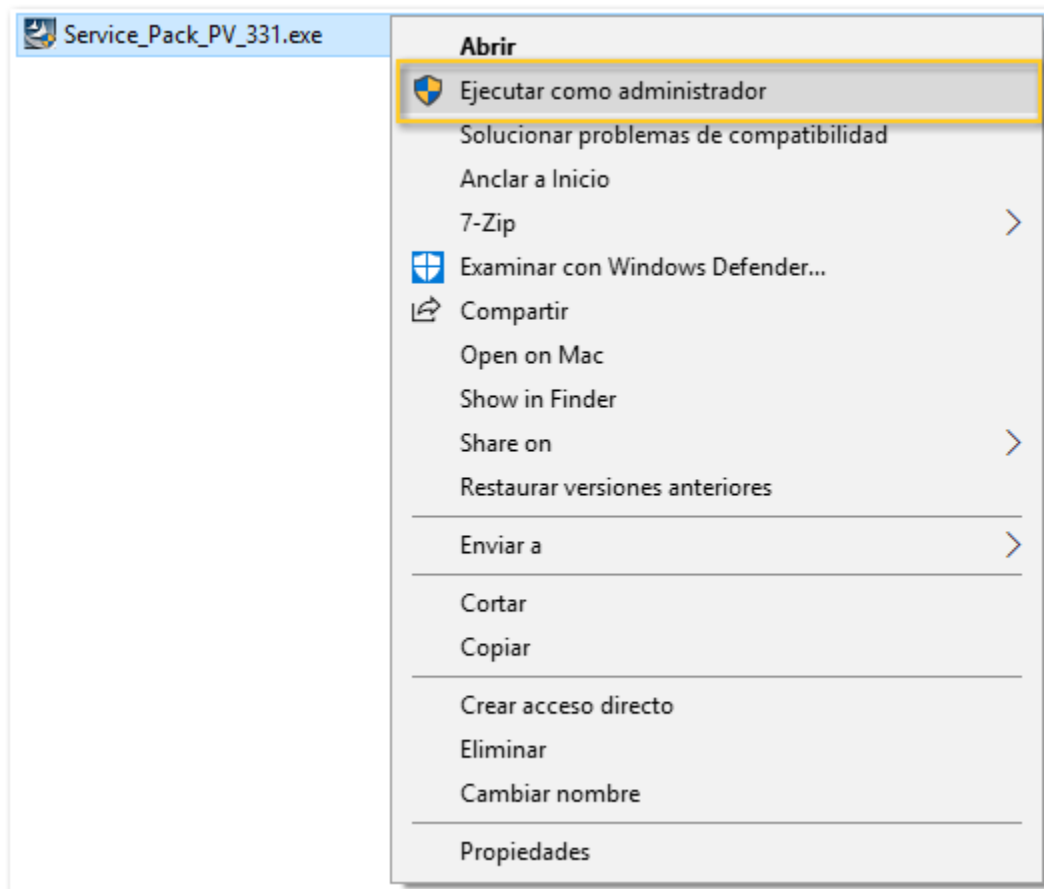 Service_Pack_PV_331.exe
Abrir
Ejecutar como administrador
Solucionar problemas de compatibilidad
Anclar a Inicio
7-Zip
Examinar con Windows Defender...
Compartir
Open on Mac
Show in Finder
Share on
Restaurar versiones anteriores
Enviar a
Cortar
Copiar
Crear acceso directo
Eliminar
Cambiar nombre
Propiedades